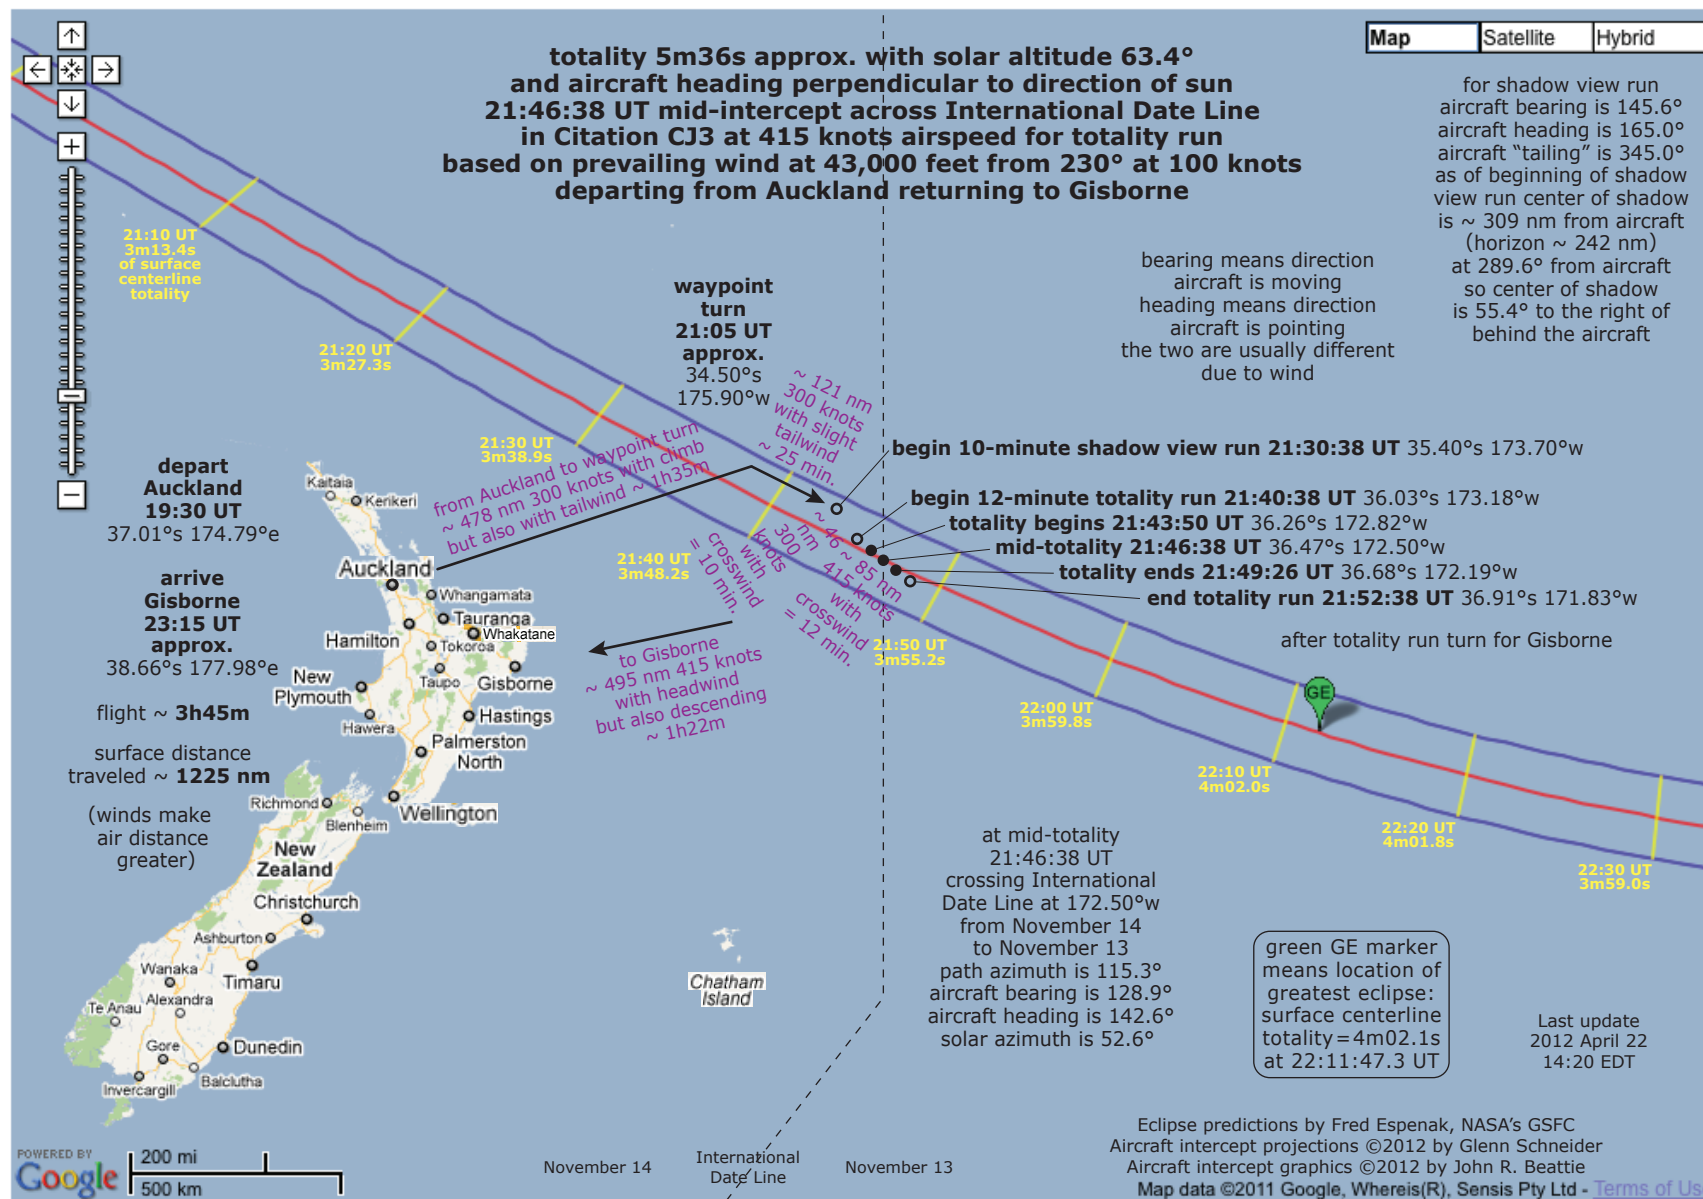 Map
Satellite
Hybrid
totality 5m36s approx. with solar altitude 63.4°
and aircraft heading perpendicular to direction of sun
21:46:38 UT mid-intercept across International Date Line
in Citation CJ3 at 415 knots airspeed for totality run
based on prevailing wind at 43,000 feet from 230° at 100 knots
departing from Auckland returning to Gisborne
for shadow view run
aircraft bearing is 145.6°
aircraft heading is 165.0°
aircraft “tailing” is 345.0°
as of beginning of shadow
view run center of shadow
is ~ 309 nm from aircraft
(horizon ~ 242 nm)
at 289.6° from aircraft
so center of shadow
is 55.4° to the right of
behind the aircraft
bearing means direction
aircraft is moving
heading means direction
aircraft is pointing
the two are usually different
due to wind
21:10 UT
3m13.4s
of surface
centerline
totality
21:20 UT
3m27.3s
21:30 UT
3m38.9s
21:40 UT
3m48.2s
21:50 UT
3m55.2s
22:00 UT
3m59.8s
22:10 UT
4m02.0s
22:20 UT
4m01.8s
22:30 UT
3m59.0s
waypoint
turn
21:05 UT
approx.
34.50°s
175.90°w
~ 121 nm
300 knots
with slight
tailwind
~ 25 min.
from Auckland to waypoint turn
~ 478 nm 300 knots with climb
but also with tailwind ~ 1h35m
~ 46
nm
300
knots
with
crosswind
= 10 min.
~ 85 nm
415 knots
with
crosswind
= 12 min.
begin 10-minute shadow view run 21:30:38 UT 35.40°s 173.70°w
begin 12-minute totality run 21:40:38 UT 36.03°s 173.18°w
totality begins 21:43:50 UT 36.26°s 172.82°w
mid-totality 21:46:38 UT 36.47°s 172.50°w
totality ends 21:49:26 UT 36.68°s 172.19°w
end totality run 21:52:38 UT 36.91°s 171.83°w
after totality run turn for Gisborne
to Gisborne
~ 495 nm 415 knots
with headwind
but also descending
~ 1h22m
depart
Auckland
19:30 UT
37.01°s 174.79°e
arrive
Gisborne
23:15 UT
approx.
38.66°s 177.98°e
flight ~ 3h45m
surface distance
traveled ~ 1225 nm
(winds make
air distance
greater)
Kaitaia
Kerikeri
Auckland
Whangamata
Tauranga
Hamilton
Whakatane
Tokoroa
Taupo
Gisborne
New
Plymouth
Hawera
Hastings
Palmerston
North
Richmond
Wellington
Blenheim
New
Zealand
Christchurch
Ashburton
Wanaka
Timaru
Te Anau
Alexandra
Gore
Dunedin
Balclutha
Invercargill
Chatham
Island
GE
at mid-totality
21:46:38 UT
crossing International
Date Line at 172.50°w
from November 14
to November 13
path azimuth is 115.3°
aircraft bearing is 128.9°
aircraft heading is 142.6°
solar azimuth is 52.6°
green GE marker
means location of
greatest eclipse:
surface centerline
totality=4m02.1s
at 22:11:47.3 UT
Last update
2012 April 22
14:20 EDT
Eclipse predictions by Fred Espenak, NASA’s GSFC
Aircraft intercept projections ©2012 by Glenn Schneider
Aircraft intercept graphics ©2012 by John R. Beattie
Map data ©2011 Google, Whereis(R), Sensis Pty Ltd - Terms of Us
November 14
International
Date Line
November 13
POWERED BY
Google
200 mi
500 km